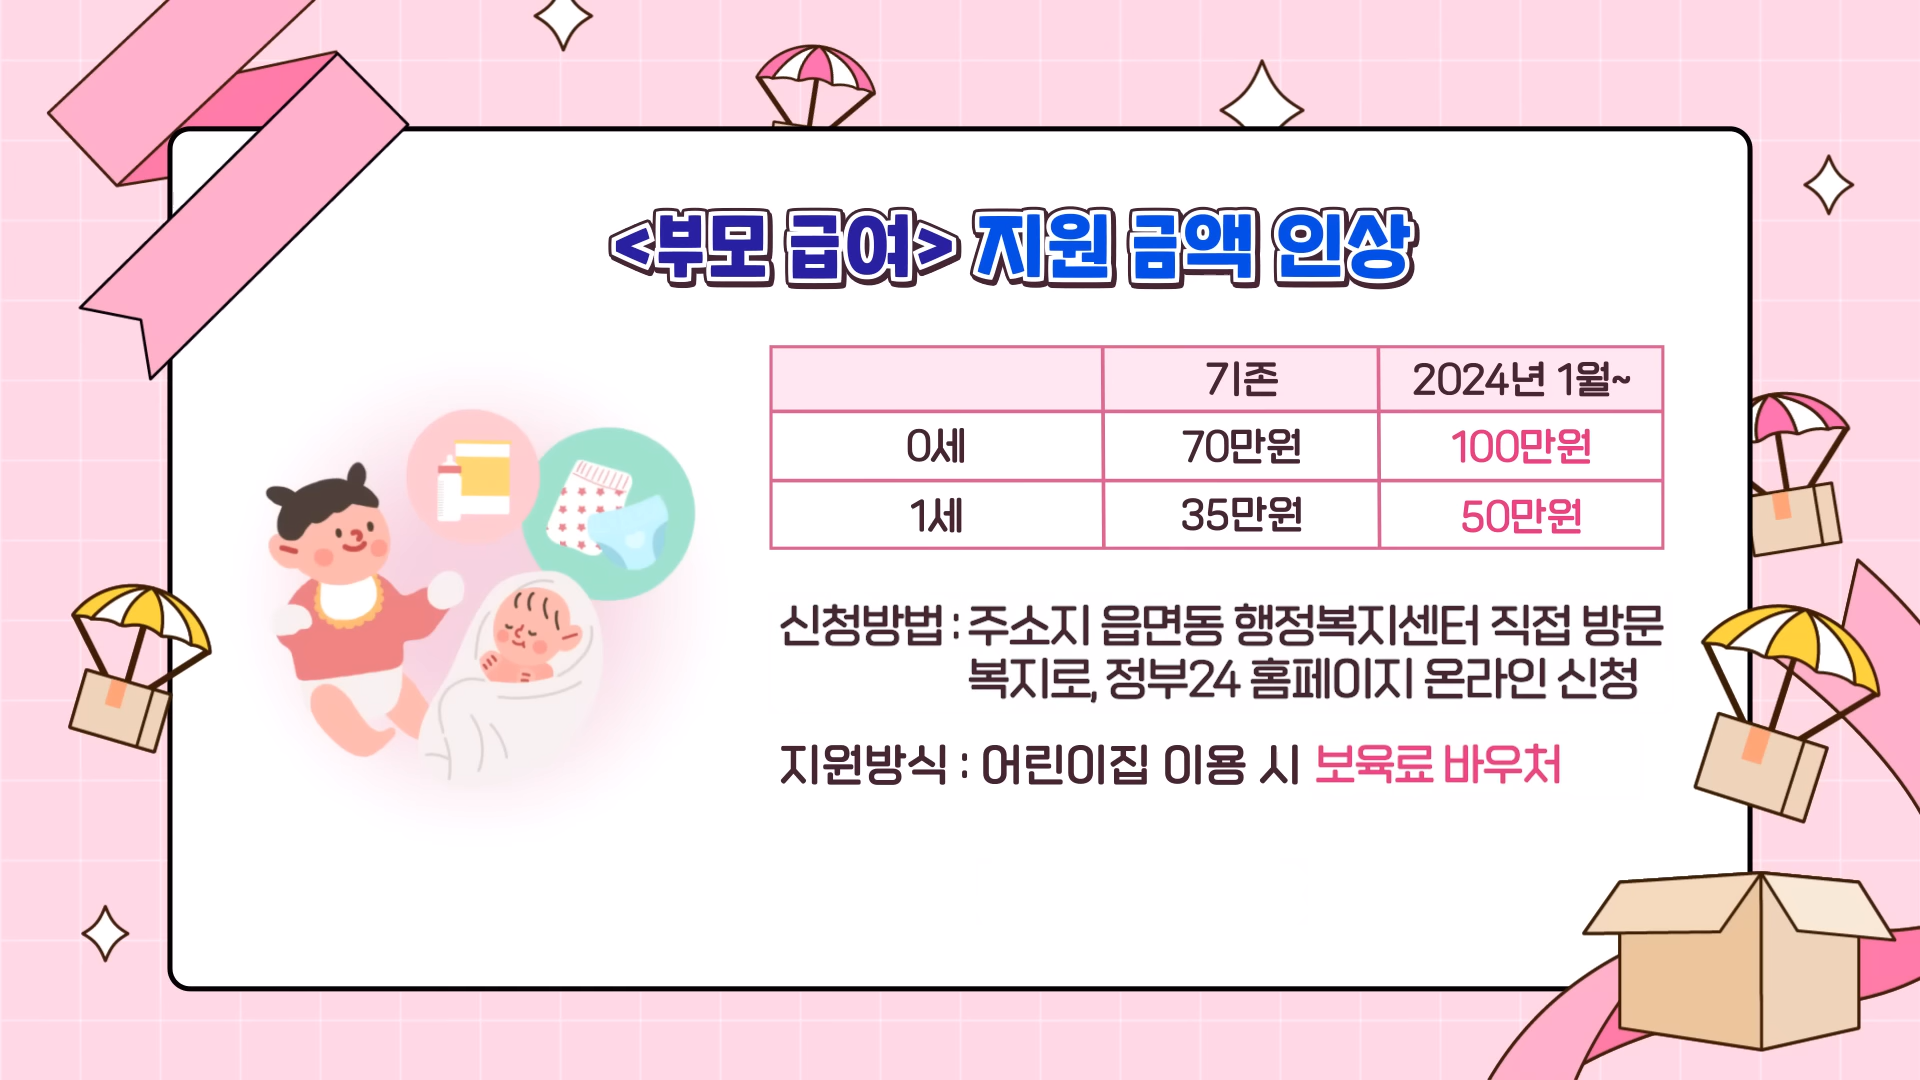 <부모 급여> 지원 금액 인상
기존 2024년 1월~
0세 70만원 100만원
1세 35만원 50만원
신청방법 : 주소지 읍면동 행정복지센터 직접 방문
복지로, 정부24 홈페이지 온라인 신청
지원방식 : 어린이집 이용 시 보육료 바우처